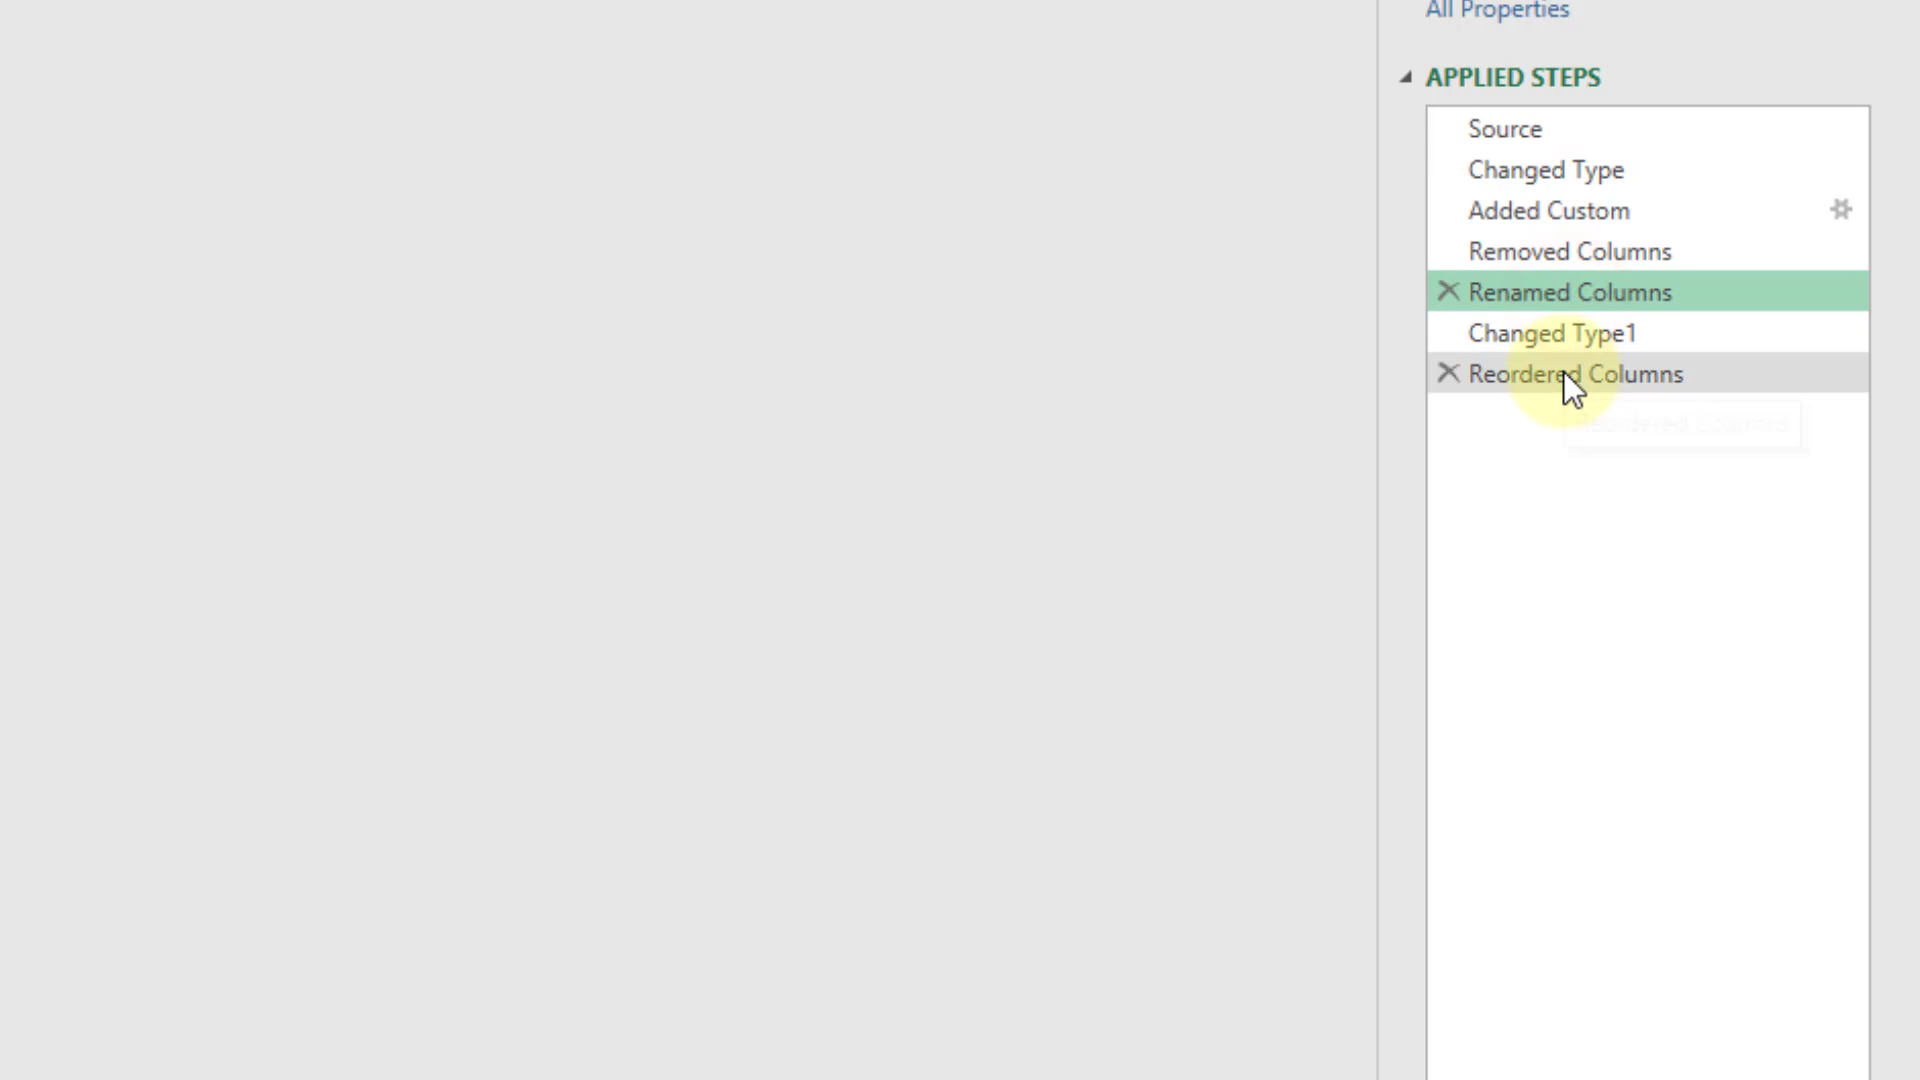 All Properties
APPLIED STEPS
Source
Changed Type
Added Custom
Removed Columns
Renamed Columns
Changed Type1
Reordered Columns